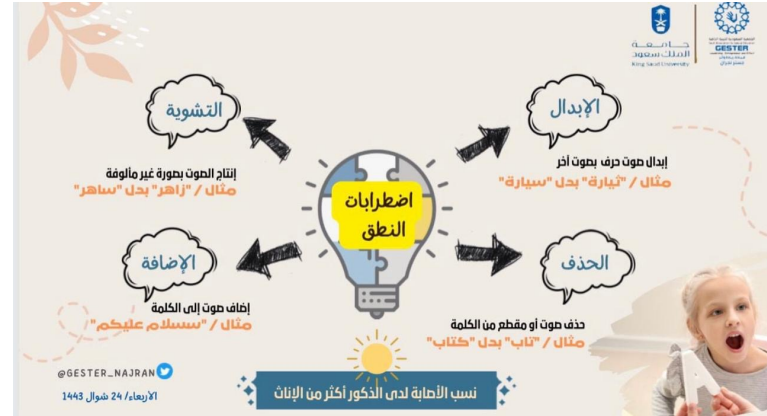 جامعة
الملك سعود
King Saud University
GESTER
اضطرابات
النطق
الإبدال
إبدال صوت حرف بصوت أخر
مثال / "ثيارة" بدل "سيارة"
التشوية
إنتاج الصوت بصورة غير مألوفة
مثال / "زاهر" بدل "ساهر"
الحذف
حذف صوت أو مقطع من الكلمة
مثال / "تاب" بدل "كتاب"
الإضافة
إضاف صوت إلى الكلمة
مثال / "سسلام عليكم"
نسب الأصابة لدى الذكور أكثر من الإناث
@GESTER_NAJRAN
الأربعاء/ 24 شوال 1443